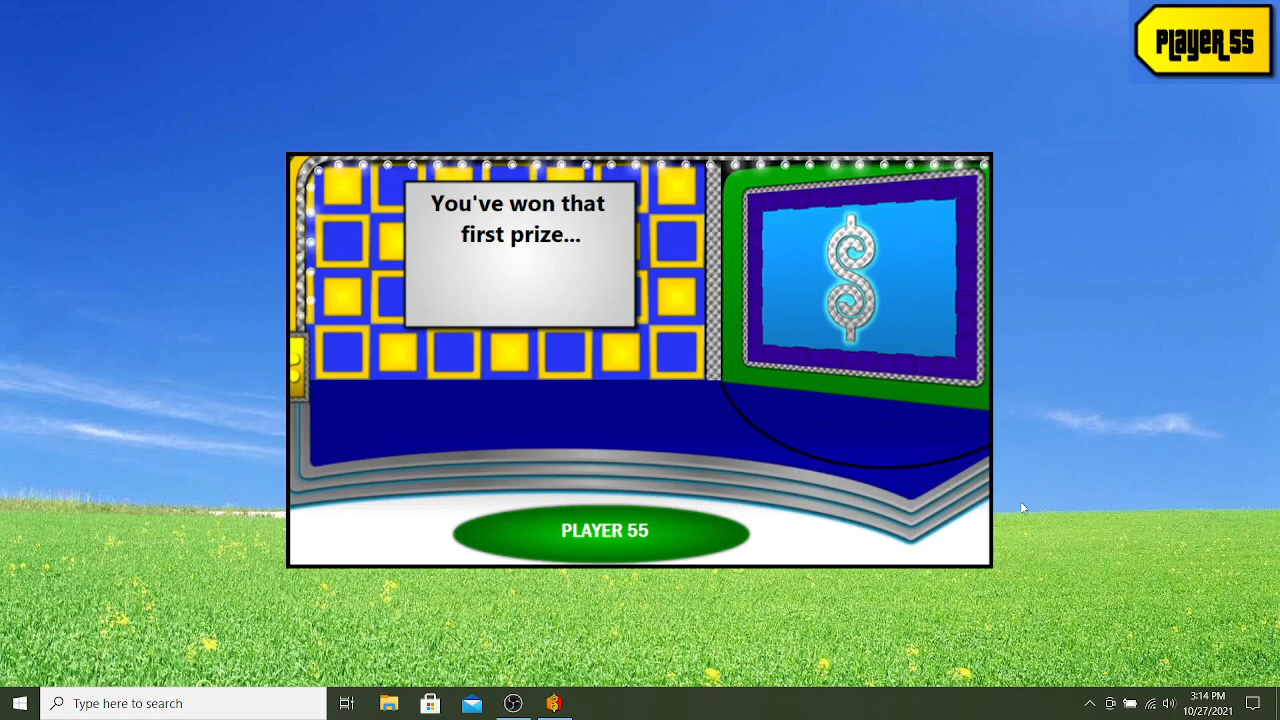 Player 55
You've won that
first prize...
PLAYER 55
Type here to search
3:14 PM
10/27/2021